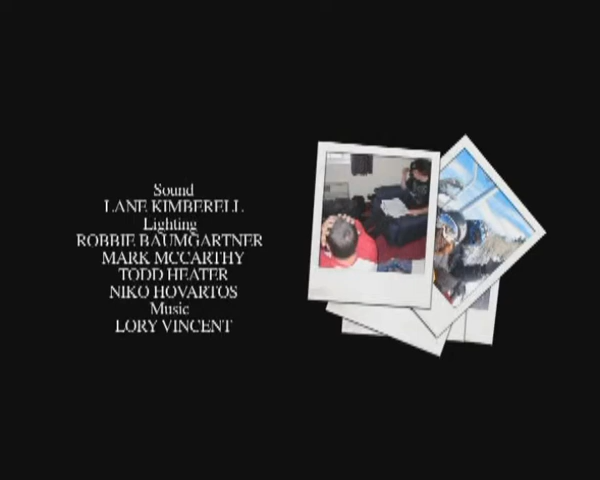 Sound
LANE KIMBERELL
Lighting
ROBBIE BAUMGARTNER
MARK MCCARTHY
TODD HEATER
NIKO HOVARTOS
Music
LORY VINCENT